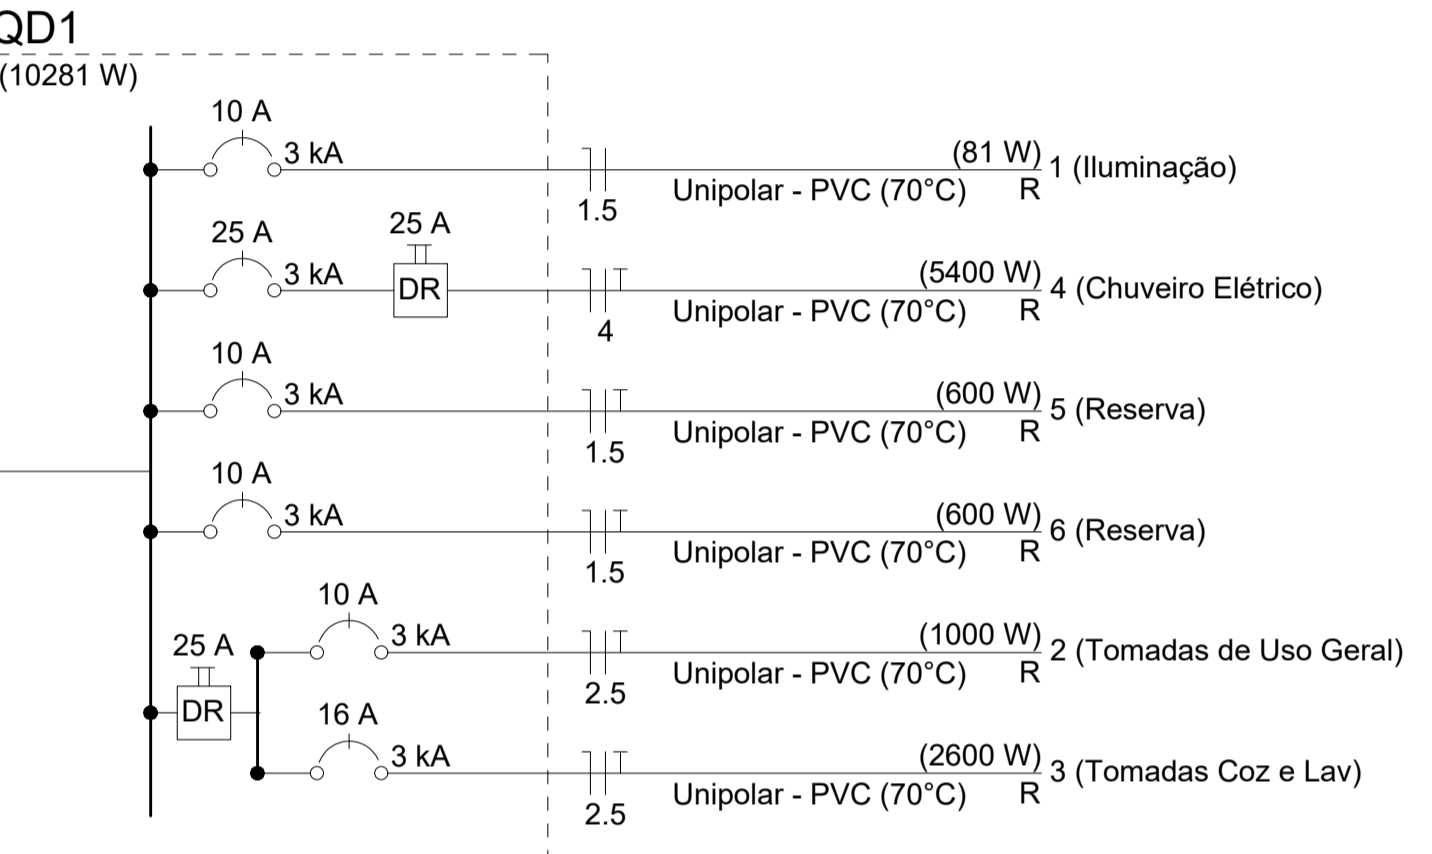 QD1
(10281 W)
10 A
3 kA
1.5
(81 W)
Unipolar - PVC (70°C)
R
1 (Iluminação)
25 A
3 kA
25 A
DR
4
(5400 W)
Unipolar - PVC (70°C)
R
4 (Chuveiro Elétrico)
10 A
3 kA
1.5
(600 W)
Unipolar - PVC (70°C)
R
5 (Reserva)
10 A
3 kA
1.5
(600 W)
Unipolar - PVC (70°C)
R
6 (Reserva)
25 A
DR
10 A
3 kA
2.5
(1000 W)
Unipolar - PVC (70°C)
R
2 (Tomadas de Uso Geral)
16 A
3 kA
2.5
(2600 W)
Unipolar - PVC (70°C)
R
3 (Tomadas Coz e Lav)